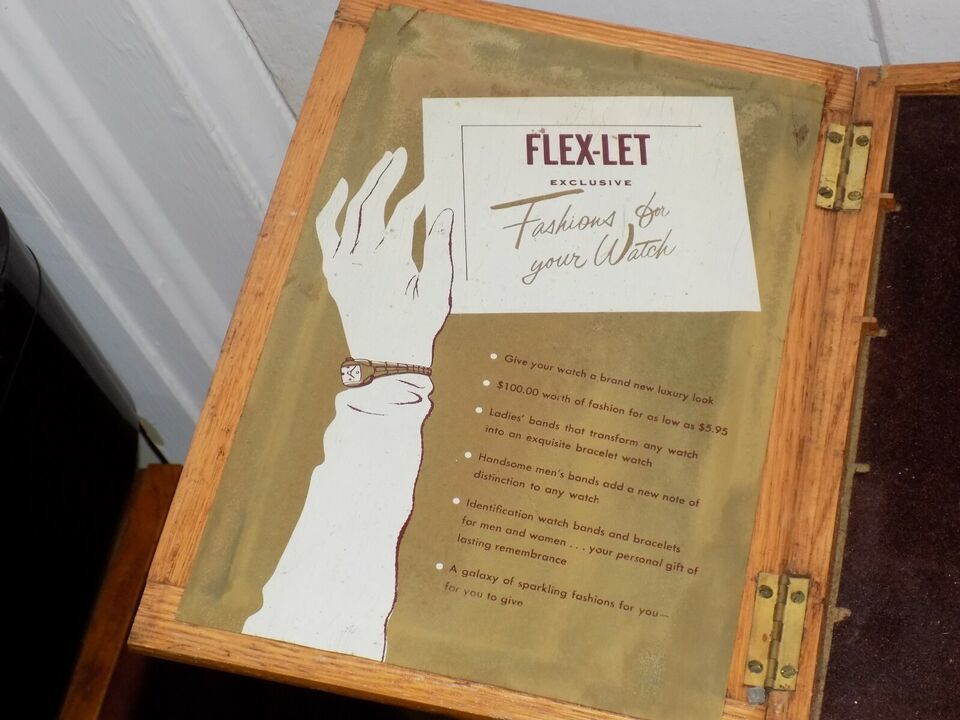 FLEX-LET
EXCLUSIVE
Fashions for
your Watch
• Give your watch a brand new luxury look
• $100.00 worth of fashion for as low as $5.95
• Ladies' bands that transform any watch
into an exquisite bracelet watch
• Handsome men's bands add a new note of
distinction to any watch
• Identification watch bands and bracelets
for men and women . . . your personal gift of
lasting remembrance
• A galaxy of sparkling fashions for you—
for you to give